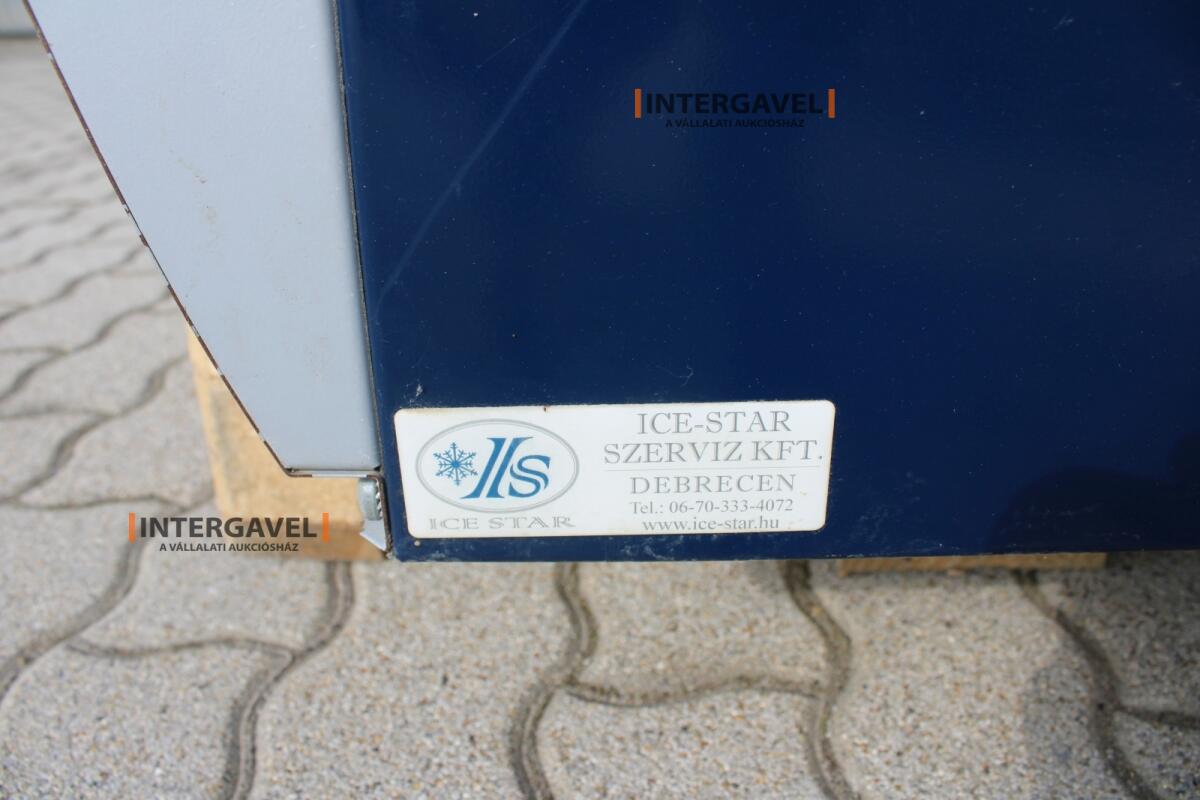 INTERGAVEL
A VÁLLALATI AUKCIÓSHÁZ
IS
ICE STAR
ICE-STAR
SZERVIZ KFT.
DEBRECEN
Tel.: 06-70-333-4072
www.ice-star.hu
INTERGAVEL
A VÁLLALATI AUKCIÓSHÁZ